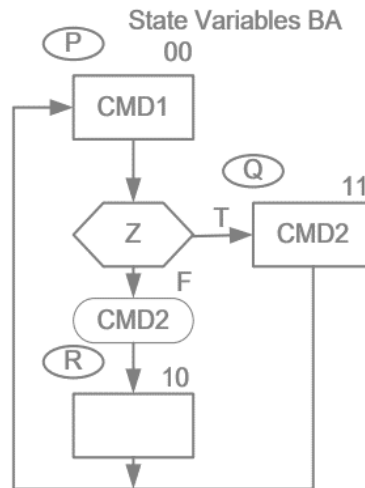 State Variables BA
P
00
CMD1
Q
11
Z
T
CMD2
F
CMD2
R
10